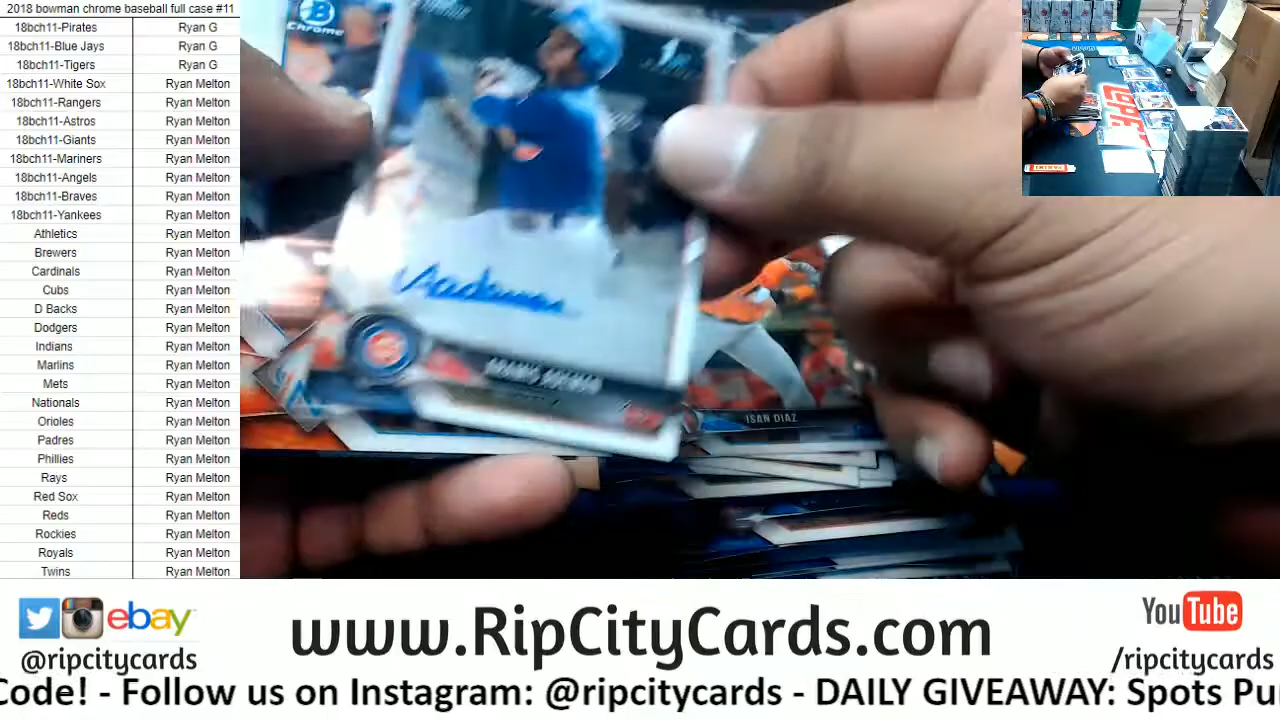 2018 bowman chrome baseball full case #11
18bch11-Pirates Ryan G
18bch11-Blue Jays Ryan G
18bch11-Tigers Ryan G
18bch11-White Sox Ryan Melton
18bch11-Rangers Ryan Melton
18bch11-Astros Ryan Melton
18bch11-Giants Ryan Melton
18bch11-Mariners Ryan Melton
18bch11-Angels Ryan Melton
18bch11-Braves Ryan Melton
18bch11-Yankees Ryan Melton
Athletics Ryan Melton
Brewers Ryan Melton
Cardinals Ryan Melton
Cubs Ryan Melton
D Backs Ryan Melton
Dodgers Ryan Melton
Indians Ryan Melton
Marlins Ryan Melton
Mets Ryan Melton
Nationals Ryan Melton
Orioles Ryan Melton
Padres Ryan Melton
Phillies Ryan Melton
Rays Ryan Melton
Red Sox Ryan Melton
Reds Ryan Melton
Rockies Ryan Melton
Royals Ryan Melton
Twins Ryan Melton
Chrome
ISAN DIAZ
ebay
@ripcitycards
www.RipCityCards.com
YouTube
/ripcitycards
Code! - Follow us on Instagram: @ripcitycards - DAILY GIVEAWAY: Spots Pu